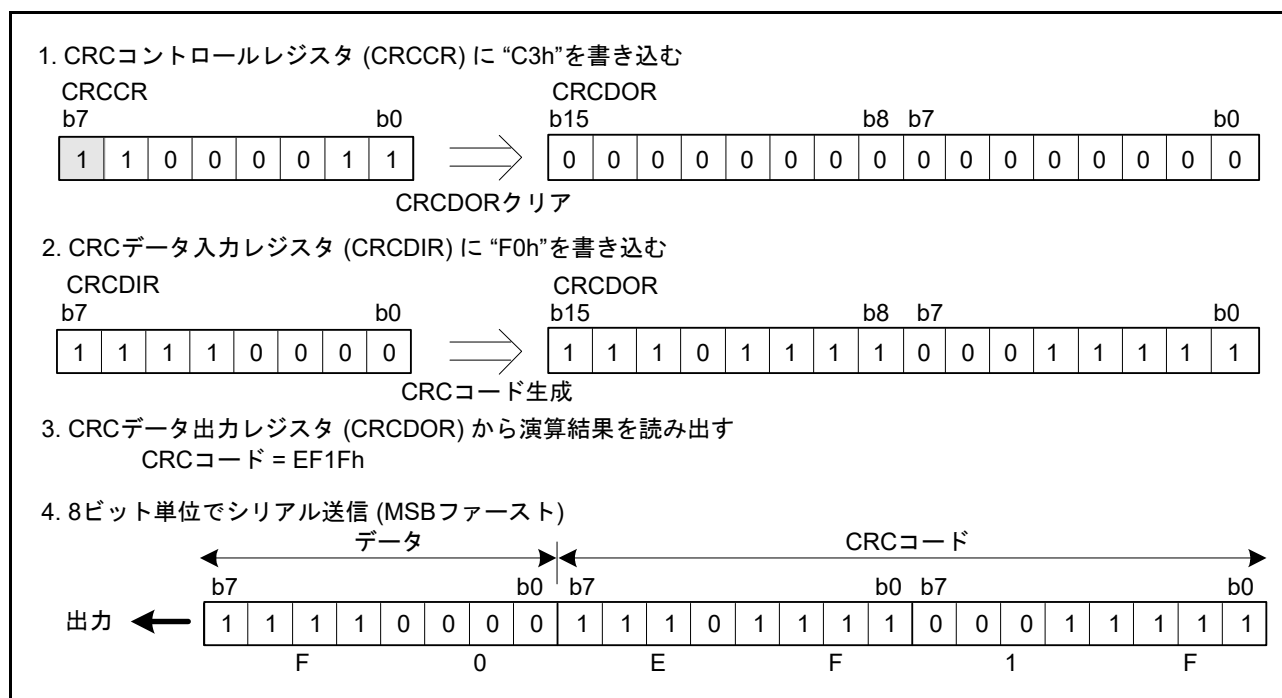 1. CRCコントロールレジスタ (CRCCR) に “C3h”を書き込む
CRCCR CRCDOR
b7 b0 b15 b8 b7 b0
1 1 0 0 0 0 1 1 0 0 0 0 0 0 0 0 0 0 0 0 0 0 0 0
CRCDORクリア
2. CRCデータ入力レジスタ (CRCDIR) に “F0h”を書き込む
CRCDIR CRCDOR
b7 b0 b15 b8 b7 b0
1 1 1 1 0 0 0 0 1 1 1 0 1 1 1 1 0 0 0 1 1 1 1 1
CRCコード生成
3. CRCデータ出力レジスタ (CRCDOR) から演算結果を読み出す
CRCコード = EF1Fh
4. 8ビット単位でシリアル送信 (MSBファースト)
データ CRCコード
b7 b0 b7 b0 b7 b0
出力 1 1 1 1 0 0 0 0 1 1 1 0 1 1 1 1 0 0 0 1 1 1 1 1
F 0 E F 1 F